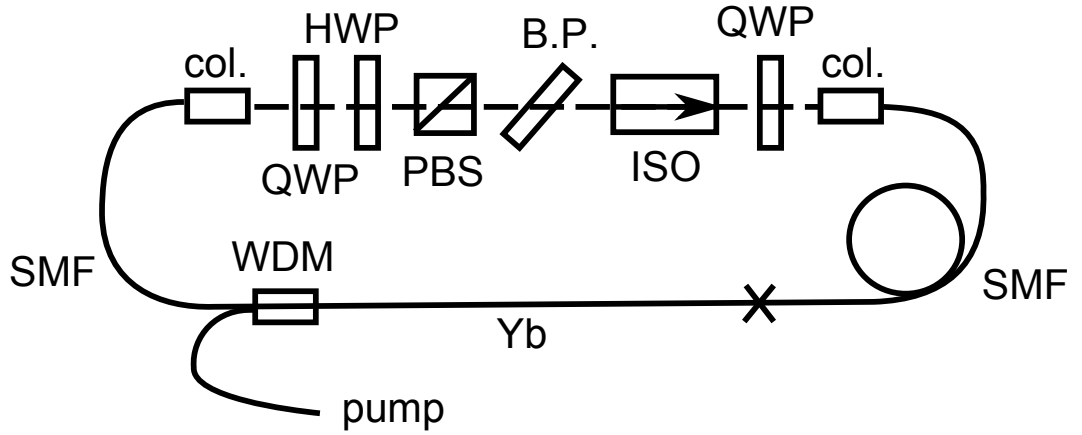 HWP
B.P.
QWP
col.
col.
QWP
PBS
ISO
WDM
SMF
SMF
Yb
pump